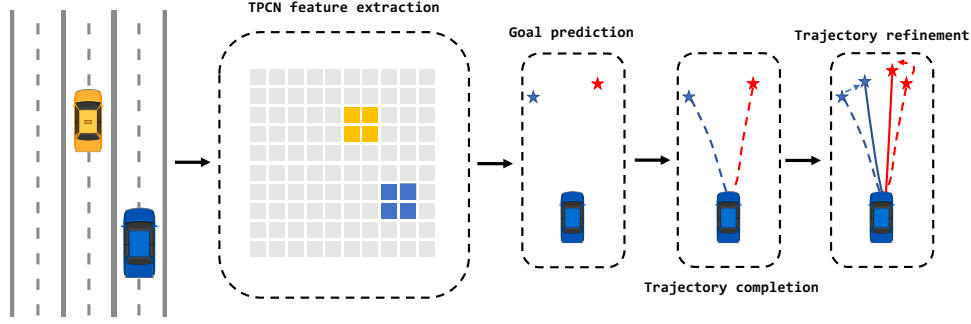 TPCN feature extraction
Goal prediction
Trajectory completion
Trajectory refinement